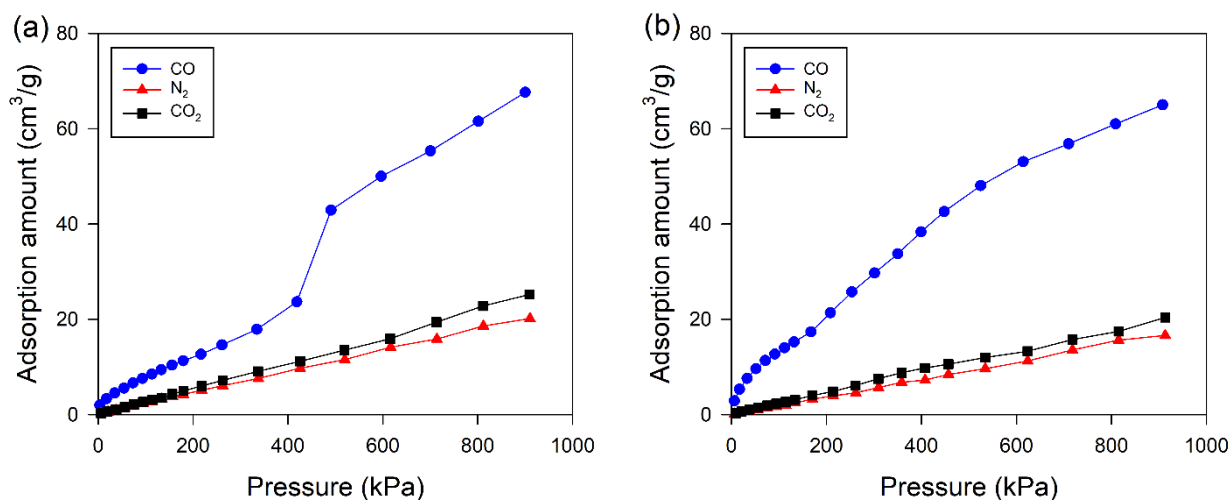 (a)
80
60
40
20
0
Adsorption amount (cm³/g)
CO
N₂
CO₂
0 200 400 600 800 1000
Pressure (kPa)
(b)
80
60
40
20
0
Adsorption amount (cm³/g)
CO
N₂
CO₂
0 200 400 600 800 1000
Pressure (kPa)